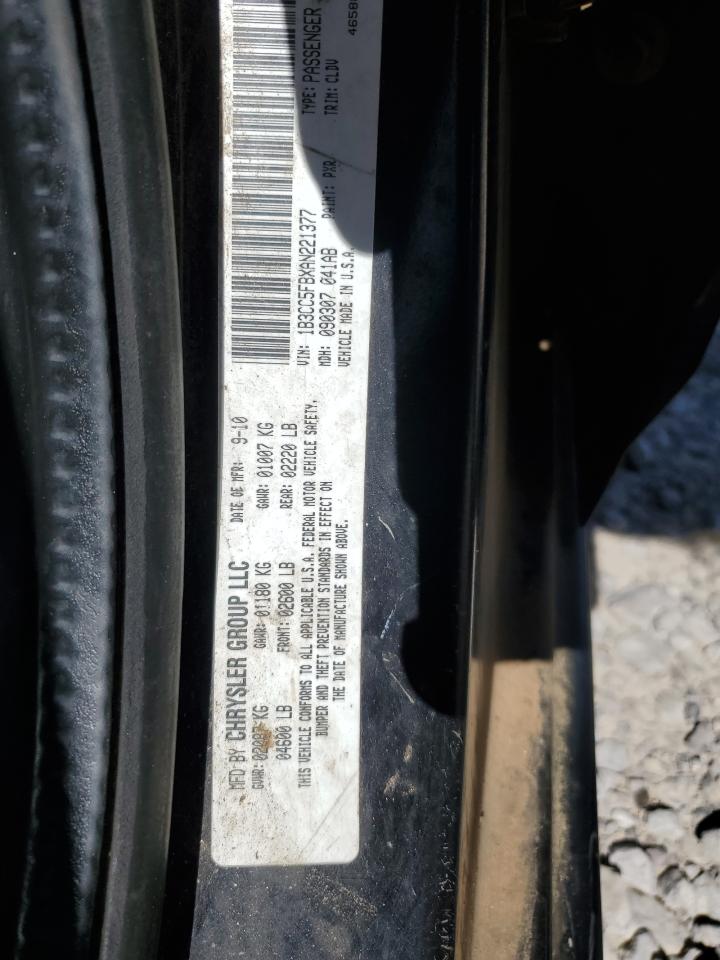 MFD BY CHRYSLER GROUP LLC DATE OF MFR: 9-10
GVWR: 02087 KG GAWR: 01180 KG GAWR: 01007 KG
04600 LB FRONT: 02600 LB REAR: 02220 LB
THIS VEHICLE CONFORMS TO ALL APPLICABLE U.S.A. FEDERAL MOTOR VEHICLE SAFETY,
BUMPER AND THEFT PREVENTION STANDARDS IN EFFECT ON
THE DATE OF MANUFACTURE SHOWN ABOVE.
VIN: 1B3CC5FBXAN221377 TYPE: PASSENGER
MDH: 090307 041AB PAINT: PXR TRIM: CLDV
VEHICLE MADE IN U.S.A.